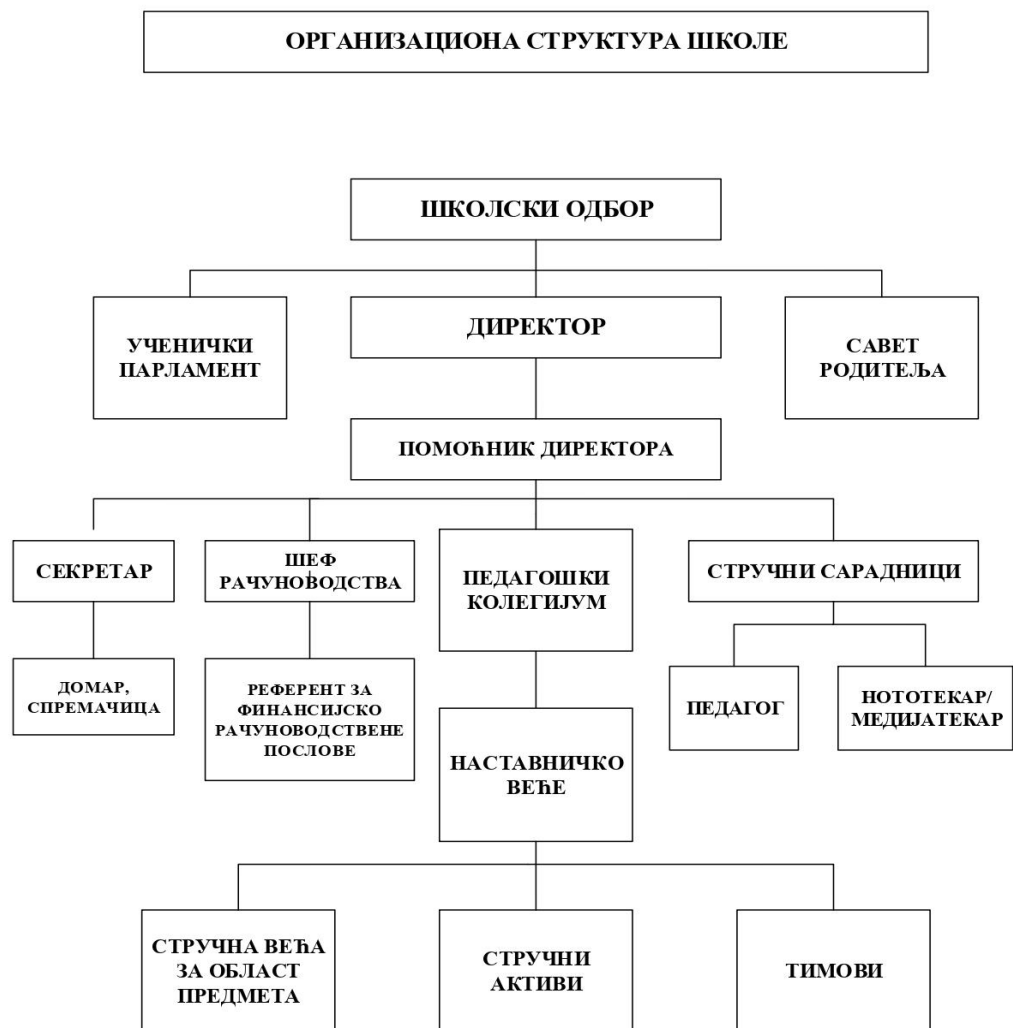 ОРГАНИЗАЦИОНА СТРУКТУРА ШКОЛЕ
ШКОЛСКИ ОДБОР
УЧЕНИЧКИ
ПАРЛАМЕНТ
ДИРЕКТОР
САВЕТ
РОДИТЕЉА
ПОМОЋНИК ДИРЕКТОРА
СЕКРЕТАР
ШЕФ
РАЧУНОВОДСТВА
ПЕДАГОШКИ
КОЛЕГИЈУМ
СТРУЧНИ САРАДНИЦИ
ДОМАР,
СПРЕМАЧИЦА
РЕФЕРЕНТ ЗА
ФИНАНСИЈСКО
РАЧУНОВОДСТВЕНЕ
ПОСЛОВЕ
ПЕДАГОГ
НОТОТЕКАР/
МЕДИЈАТЕКАР
НАСТАВНИЧКО
ВЕЋЕ
СТРУЧНА ВЕЋА
ЗА ОБЛАСТ
ПРЕДМЕТА
СТРУЧНИ
АКТИВИ
ТИМОВИ